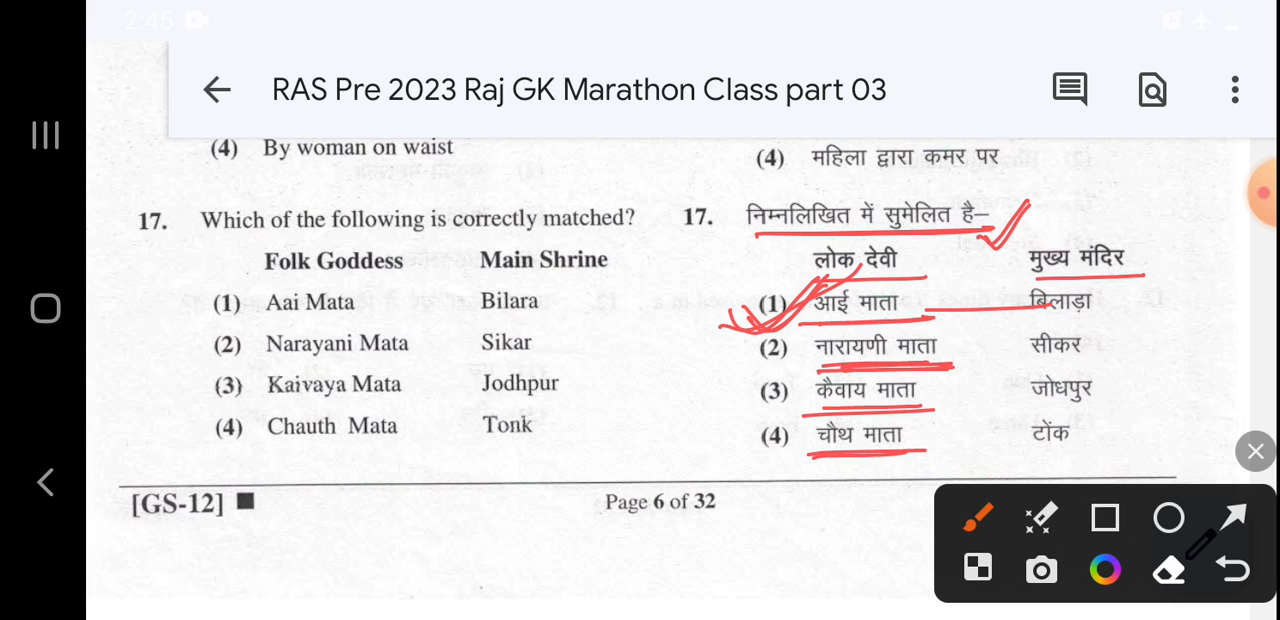 2:45
RAS Pre 2023 Raj GK Marathon Class part 03
(4) By woman on waist
(4) महिला द्वारा कमर पर
17. Which of the following is correctly matched?
Folk Goddess Main Shrine
(1) Aai Mata Bilara
(2) Narayani Mata Sikar
(3) Kaivaya Mata Jodhpur
(4) Chauth Mata Tonk
17. निम्नलिखित में सुमेलित है–
लोक देवी मुख्य मंदिर
(1) आई माता बिलाड़ा
(2) नारायणी माता सीकर
(3) कैवाय माता जोधपुर
(4) चौथ माता टोंक
[GS-12] Page 6 of 32